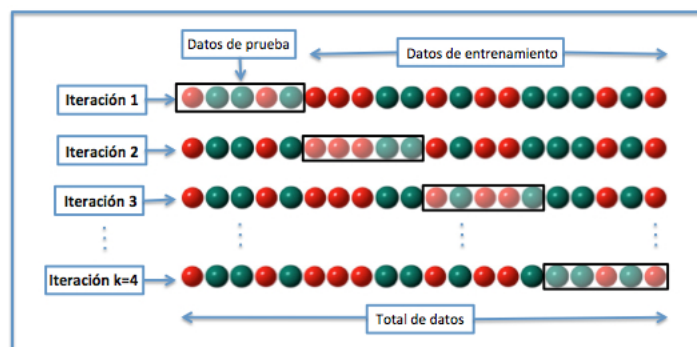 Datos de prueba
Datos de entrenamiento
Iteración 1
Iteración 2
Iteración 3
Iteración k=4
Total de datos